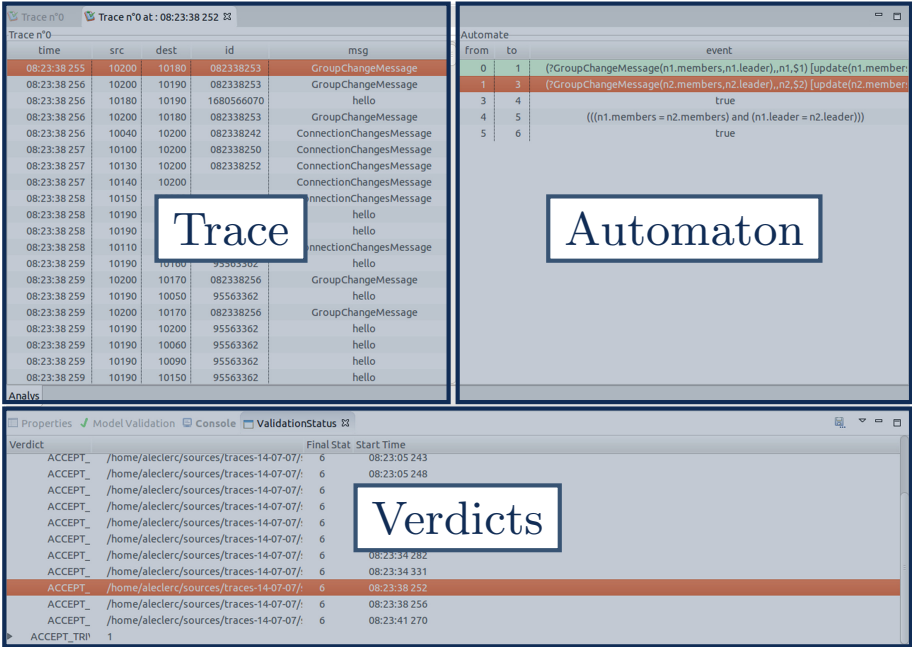 Trace n°0 Trace n°0 at : 08:23:38 252
Trace n°0
time src dest id msg
08:23:38 255 10200 10180 082338253 GroupChangeMessage
08:23:38 256 10200 10190 082338253 GroupChangeMessage
08:23:38 256 10180 10190 1680566070 hello
08:23:38 256 10200 10180 082338253 GroupChangeMessage
08:23:38 256 10040 10200 082338242 ConnectionChangesMessage
08:23:38 257 10100 10200 082338250 ConnectionChangesMessage
08:23:38 257 10130 10200 082338252 ConnectionChangesMessage
08:23:38 257 10140 10200 ConnectionChangesMessage
08:23:38 258 10150 nnectionChangesMessage
08:23:38 258 10190 hello
08:23:38 258 10190 hello
08:23:38 258 10110 nnectionChangesMessage
08:23:38 259 10190 10160 95563362 hello
08:23:38 259 10200 10170 082338256 GroupChangeMessage
08:23:38 259 10190 10050 95563362 hello
08:23:38 259 10200 10170 082338256 GroupChangeMessage
08:23:38 259 10190 10200 95563362 hello
08:23:38 259 10190 10060 95563362 hello
08:23:38 259 10190 10090 95563362 hello
08:23:38 259 10190 10150 95563362 hello
Analys
Trace
Automate
from to event
0 1 (?GroupChangeMessage(n1.members,n1.leader),,n1,$1) [update(n1.member
1 3 (?GroupChangeMessage(n2.members,n2.leader),,n2,$2) [update(n2.member
3 4 true
4 5 (((n1.members = n2.members) and (n1.leader = n2.leader)))
5 6 true
Automaton
Properties Model Validation Console ValidationStatus
Verdict Final Stat Start Time
ACCEPT_ /home/aleclerc/sources/traces-14-07-07/ 6 08:23:05 243
ACCEPT_ /home/aleclerc/sources/traces-14-07-07/ 6 08:23:05 248
ACCEPT_ /home/aleclerc/sources/traces-14-07-07/ 6
ACCEPT_ /home/aleclerc/sources/traces-14-07-07/ 6
ACCEPT_ /home/aleclerc/sources/traces-14-07-07/ 6
ACCEPT_ /home/aleclerc/sources/traces-14-07-07/ 6
ACCEPT_ /home/aleclerc/sources/traces-14-07-07/ 6 08:23:34 282
ACCEPT_ /home/aleclerc/sources/traces-14-07-07/ 6 08:23:34 331
ACCEPT_ /home/aleclerc/sources/traces-14-07-07/ 6 08:23:38 252
ACCEPT_ /home/aleclerc/sources/traces-14-07-07/ 6 08:23:38 256
ACCEPT_ /home/aleclerc/sources/traces-14-07-07/ 6 08:23:41 270
ACCEPT_TRI 1
Verdicts